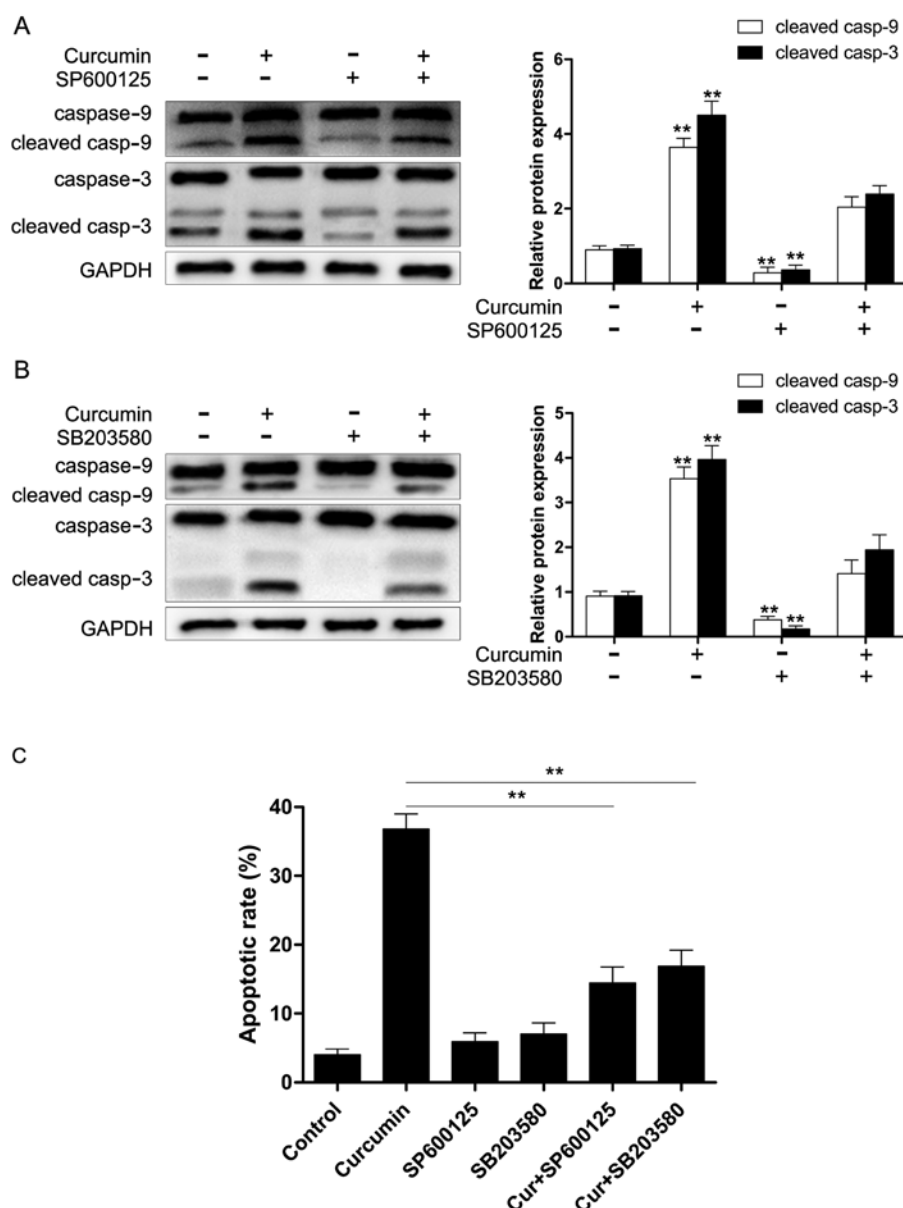 A
Curcumin - + - +
SP600125 - - + +
caspase-9
cleaved casp-9
caspase-3
cleaved casp-3
GAPDH
cleaved casp-9
cleaved casp-3
Relative protein expression
6
4
2
0
** ** ** **
Curcumin - + - +
SP600125 - - + +
B
Curcumin - + - +
SB203580 - - + +
caspase-9
cleaved casp-9
caspase-3
cleaved casp-3
GAPDH
cleaved casp-9
cleaved casp-3
Relative protein expression
5
4
3
2
1
0
** ** ** **
Curcumin - + - +
SB203580 - - + +
C
**
**
Apoptotic rate (%)
40
30
20
10
0
Control
Curcumin
SP600125
SB203580
Cur+SP600125
Cur+SB203580